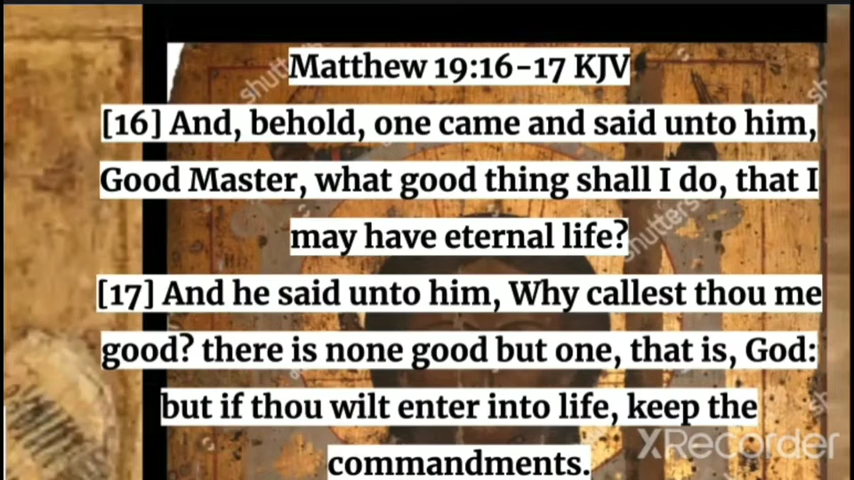 Matthew 19:16-17 KJV
[16] And, behold, one came and said unto him,
Good Master, what good thing shall I do, that I
may have eternal life?
[17] And he said unto him, Why callest thou me
good? there is none good but one, that is, God:
but if thou wilt enter into life, keep the
commandments.
XRecorder